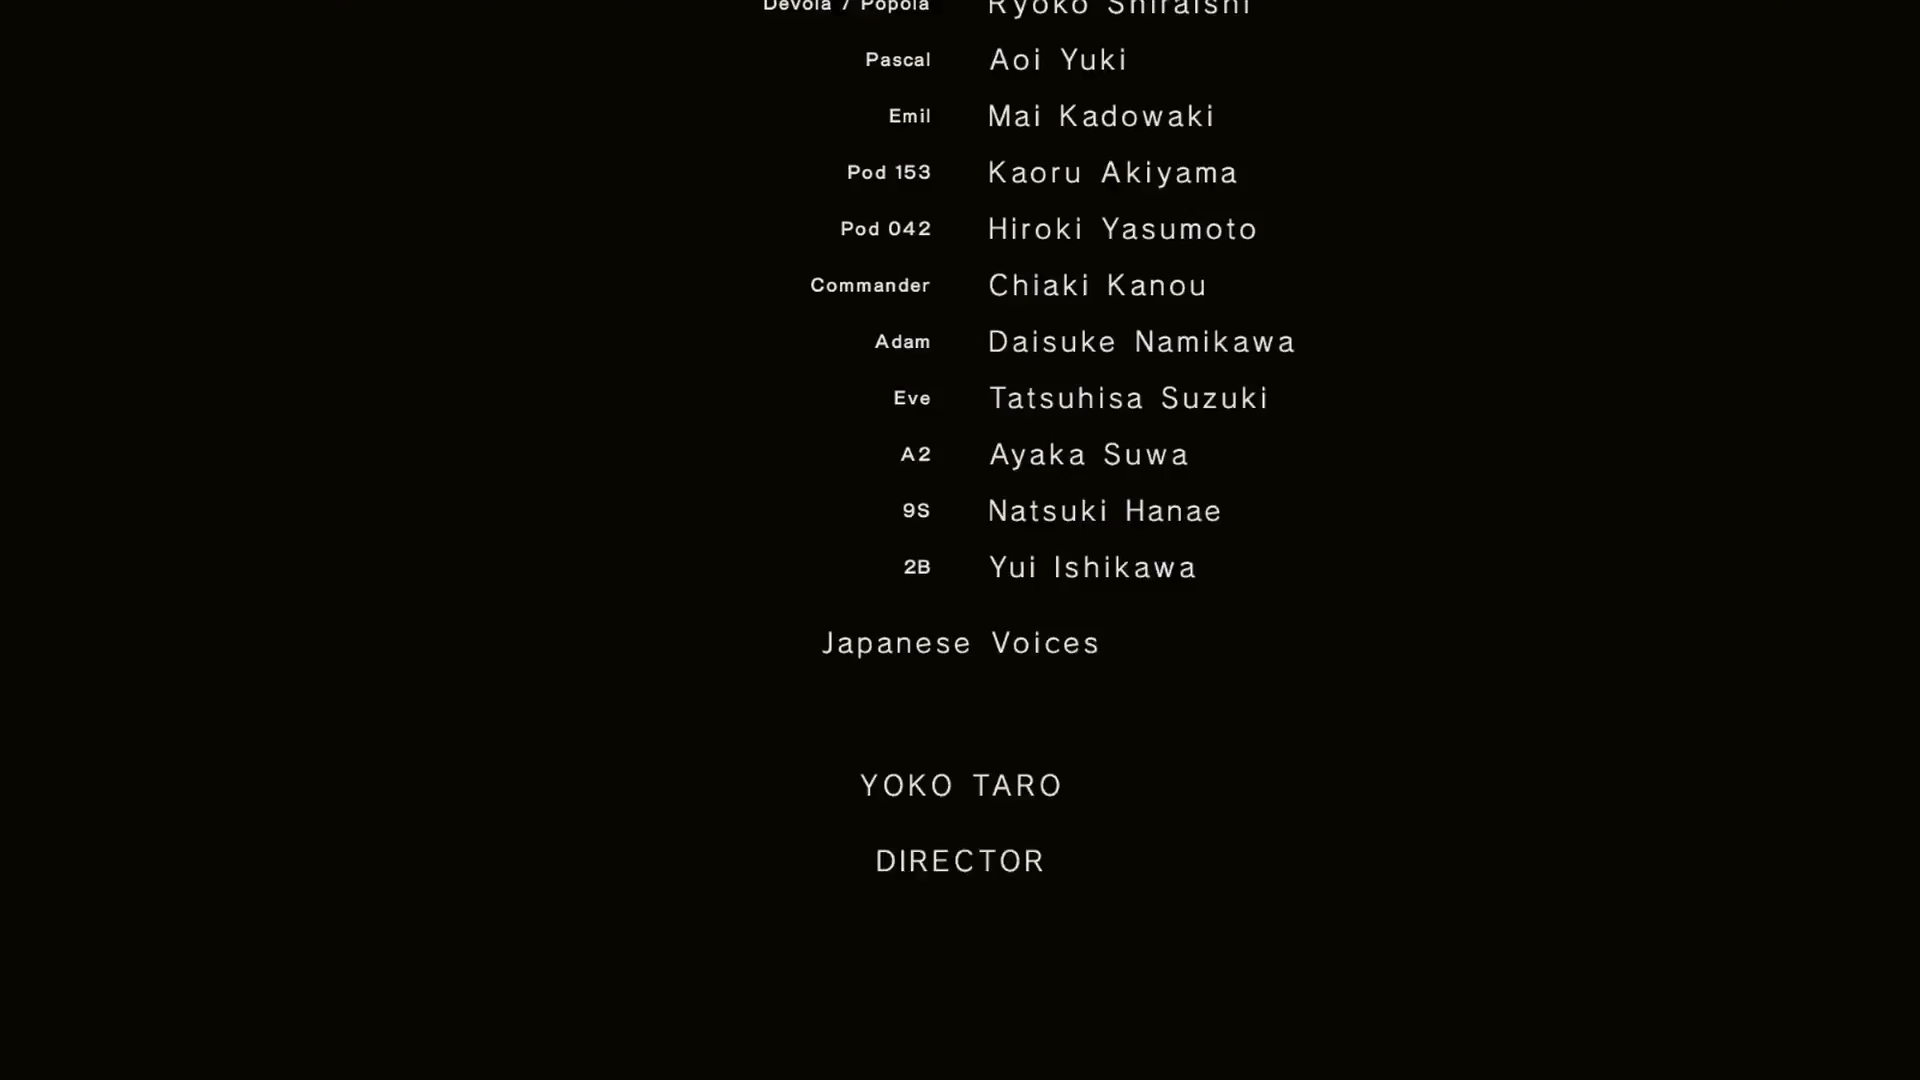 Devola / Popola Ryoko Shiraishi
Pascal Aoi Yuki
Emil Mai Kadowaki
Pod 153 Kaoru Akiyama
Pod 042 Hiroki Yasumoto
Commander Chiaki Kanou
Adam Daisuke Namikawa
Eve Tatsuhisa Suzuki
A2 Ayaka Suwa
9S Natsuki Hanae
2B Yui Ishikawa
Japanese Voices
YOKO TARO
DIRECTOR